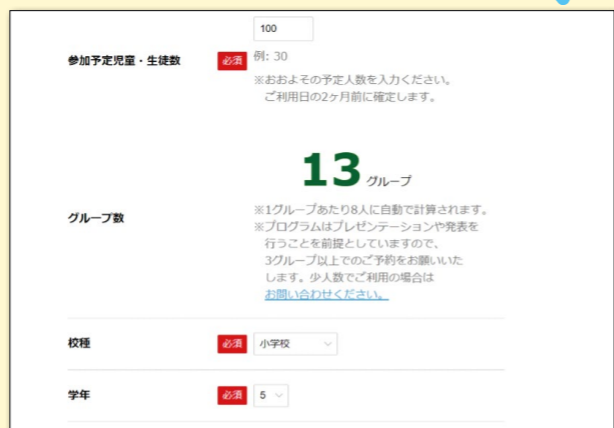 100
参加予定児童・生徒数 必須 例: 30
※おおよその予定人数を入力ください。
ご利用日の2ヶ月前に確定します。
13 グループ
グループ数
※1グループあたり8人に自動で計算されます。
※プログラムはプレゼンテーションや発表を
行うことを前提としていますので、
3グループ以上でのご予約をお願いいた
します。少人数でご利用の場合は
お問い合わせください。
校種 必須 小学校
学年 必須 5